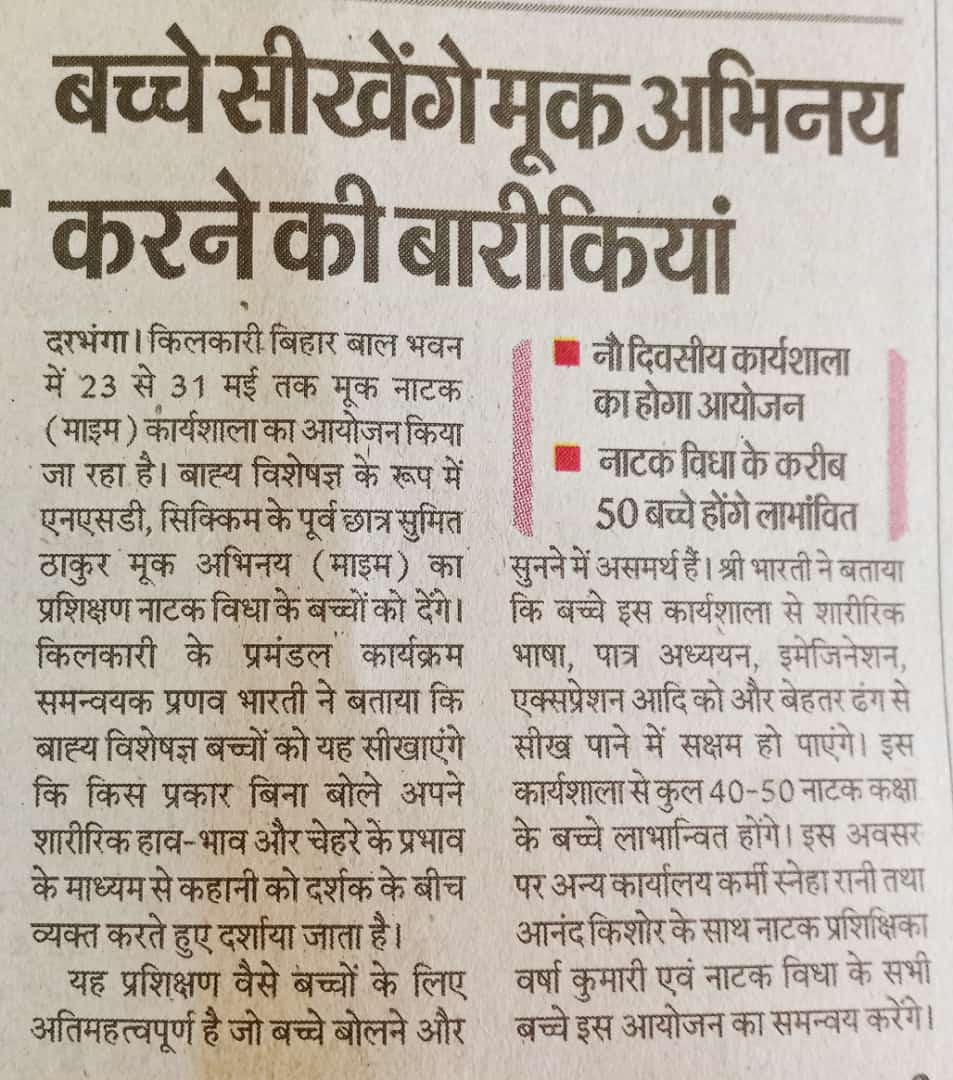 बच्चे सीखेंगे मूक अभिनय
करने की बारीकियां
दरभंगा। किलकारी बिहार बाल भवन
में 23 से 31 मई तक मूक नाटक
(माइम) कार्यशाला का आयोजन किया
जा रहा है। बाह्य विशेषज्ञ के रूप में
एनएसडी, सिक्किम के पूर्व छात्र सुमित
ठाकुर मूक अभिनय (माइम) का
प्रशिक्षण नाटक विधा के बच्चों को देंगे।
किलकारी के प्रमंडल कार्यक्रम
समन्वयक प्रणव भारती ने बताया कि
बाह्य विशेषज्ञ बच्चों को यह सीखाएंगे
कि किस प्रकार बिना बोले अपने
शारीरिक हाव-भाव और चेहरे के प्रभाव
के माध्यम से कहानी को दर्शक के बीच
व्यक्त करते हुए दर्शाया जाता है।
यह प्रशिक्षण वैसे बच्चों के लिए
अतिमहत्वपूर्ण है जो बच्चे बोलने और
नौ दिवसीय कार्यशाला
का होगा आयोजन
नाटक विधा के करीब
50 बच्चे होंगे लाभांवित
सुनने में असमर्थ हैं। श्री भारती ने बताया
कि बच्चे इस कार्यशाला से शारीरिक
भाषा, पात्र अध्ययन, इमेजिनेशन,
एक्सप्रेशन आदि को और बेहतर ढंग से
सीख पाने में सक्षम हो पाएंगे। इस
कार्यशाला से कुल 40-50 नाटक कक्षा
के बच्चे लाभान्वित होंगे। इस अवसर
पर अन्य कार्यालय कर्मी स्नेहा रानी तथा
आनंद किशोर के साथ नाटक प्रशिक्षिका
वर्षा कुमारी एवं नाटक विधा के सभी
बच्चे इस आयोजन का समन्वय करेंगे।